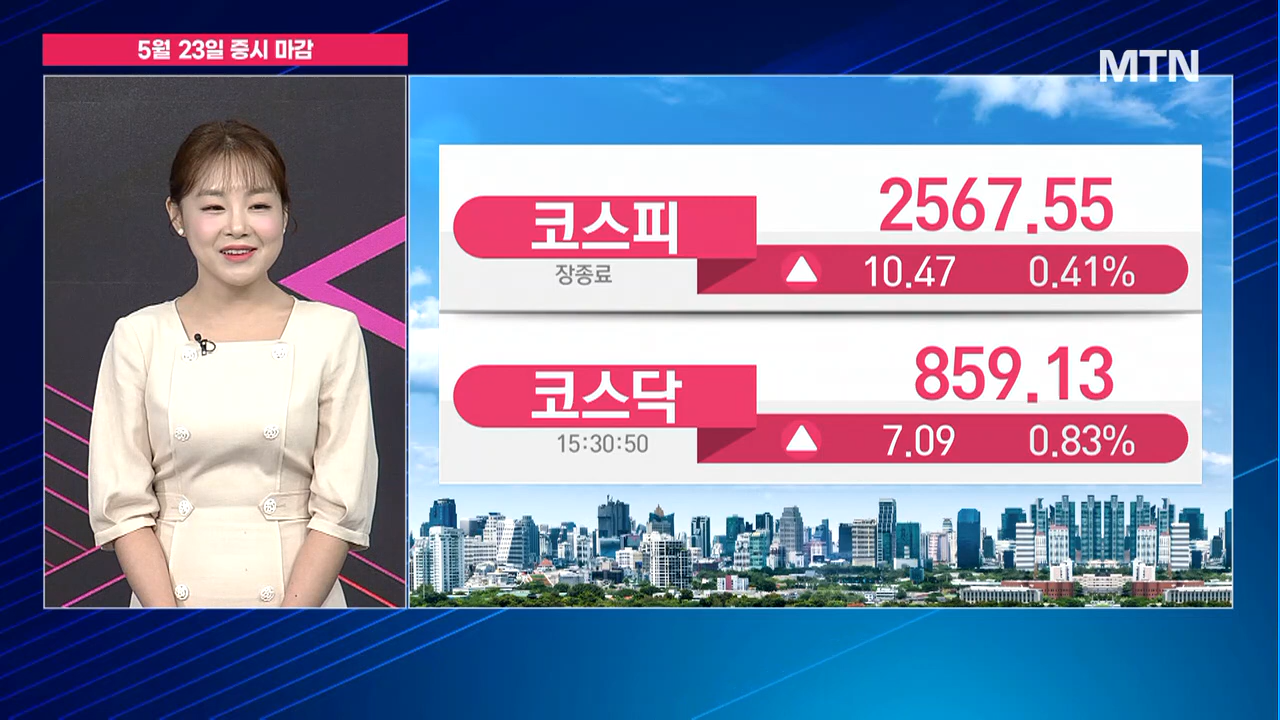 5월 23일 증시 마감
MTN
코스피
2567.55
장종료
▲ 10.47 0.41%
코스닥
859.13
15:30:50
▲ 7.09 0.83%